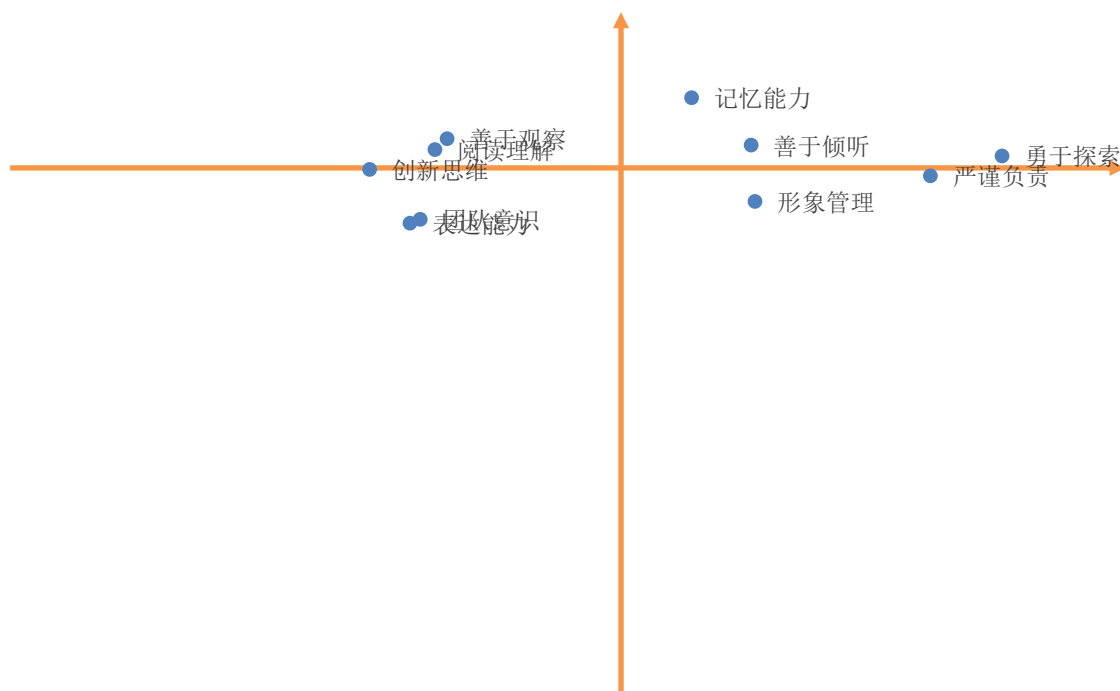 记忆能力
善于观察
善于倾听
阅读理解
勇于探索
创新思维
严谨负责
形象管理
团队意识
表达能力